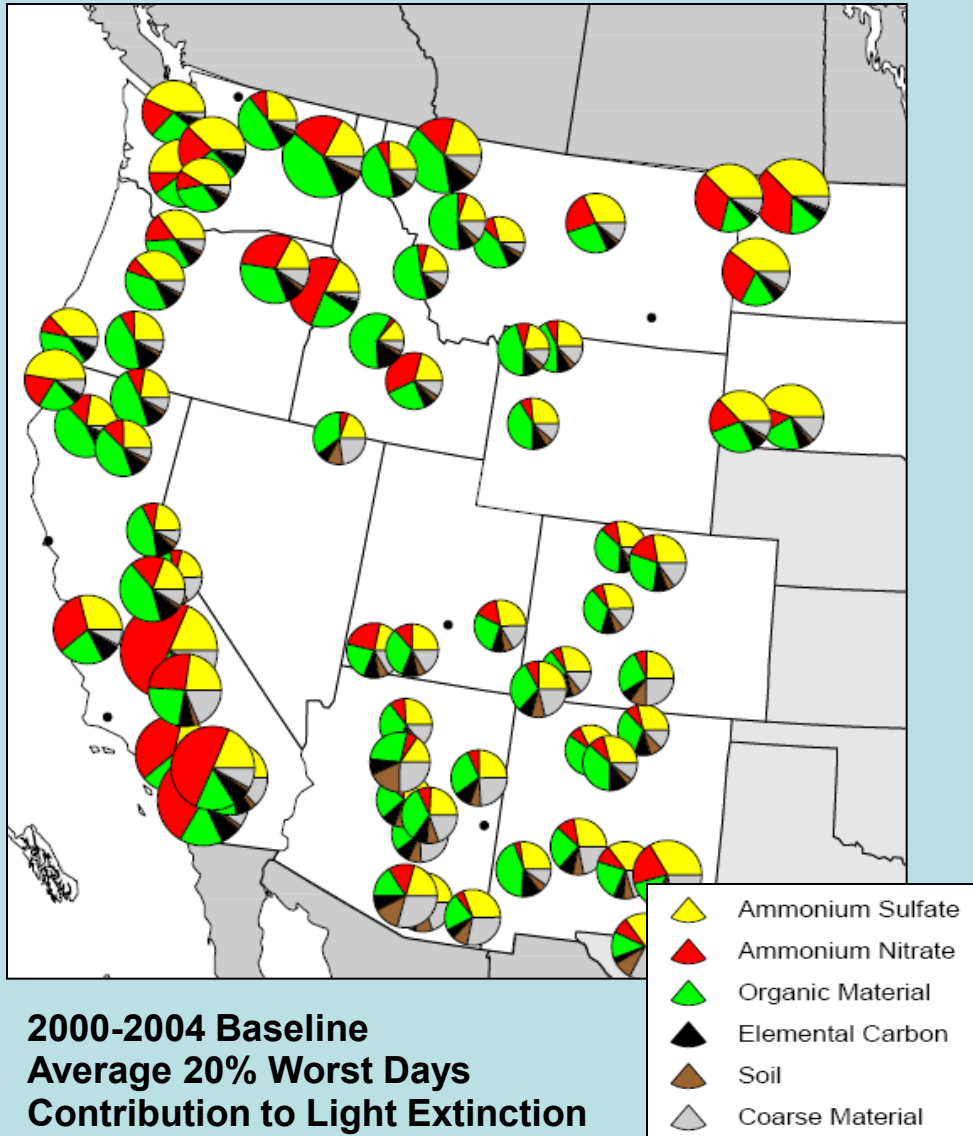 Ammonium Sulfate
Ammonium Nitrate
Organic Material
Elemental Carbon
Soil
Coarse Material
2000-2004 Baseline
Average 20% Worst Days
Contribution to Light Extinction